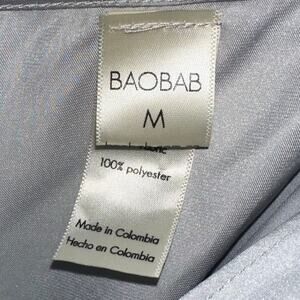 BAOBAB
M
100% polyester
Made in Colombia
Hecho en Colombia